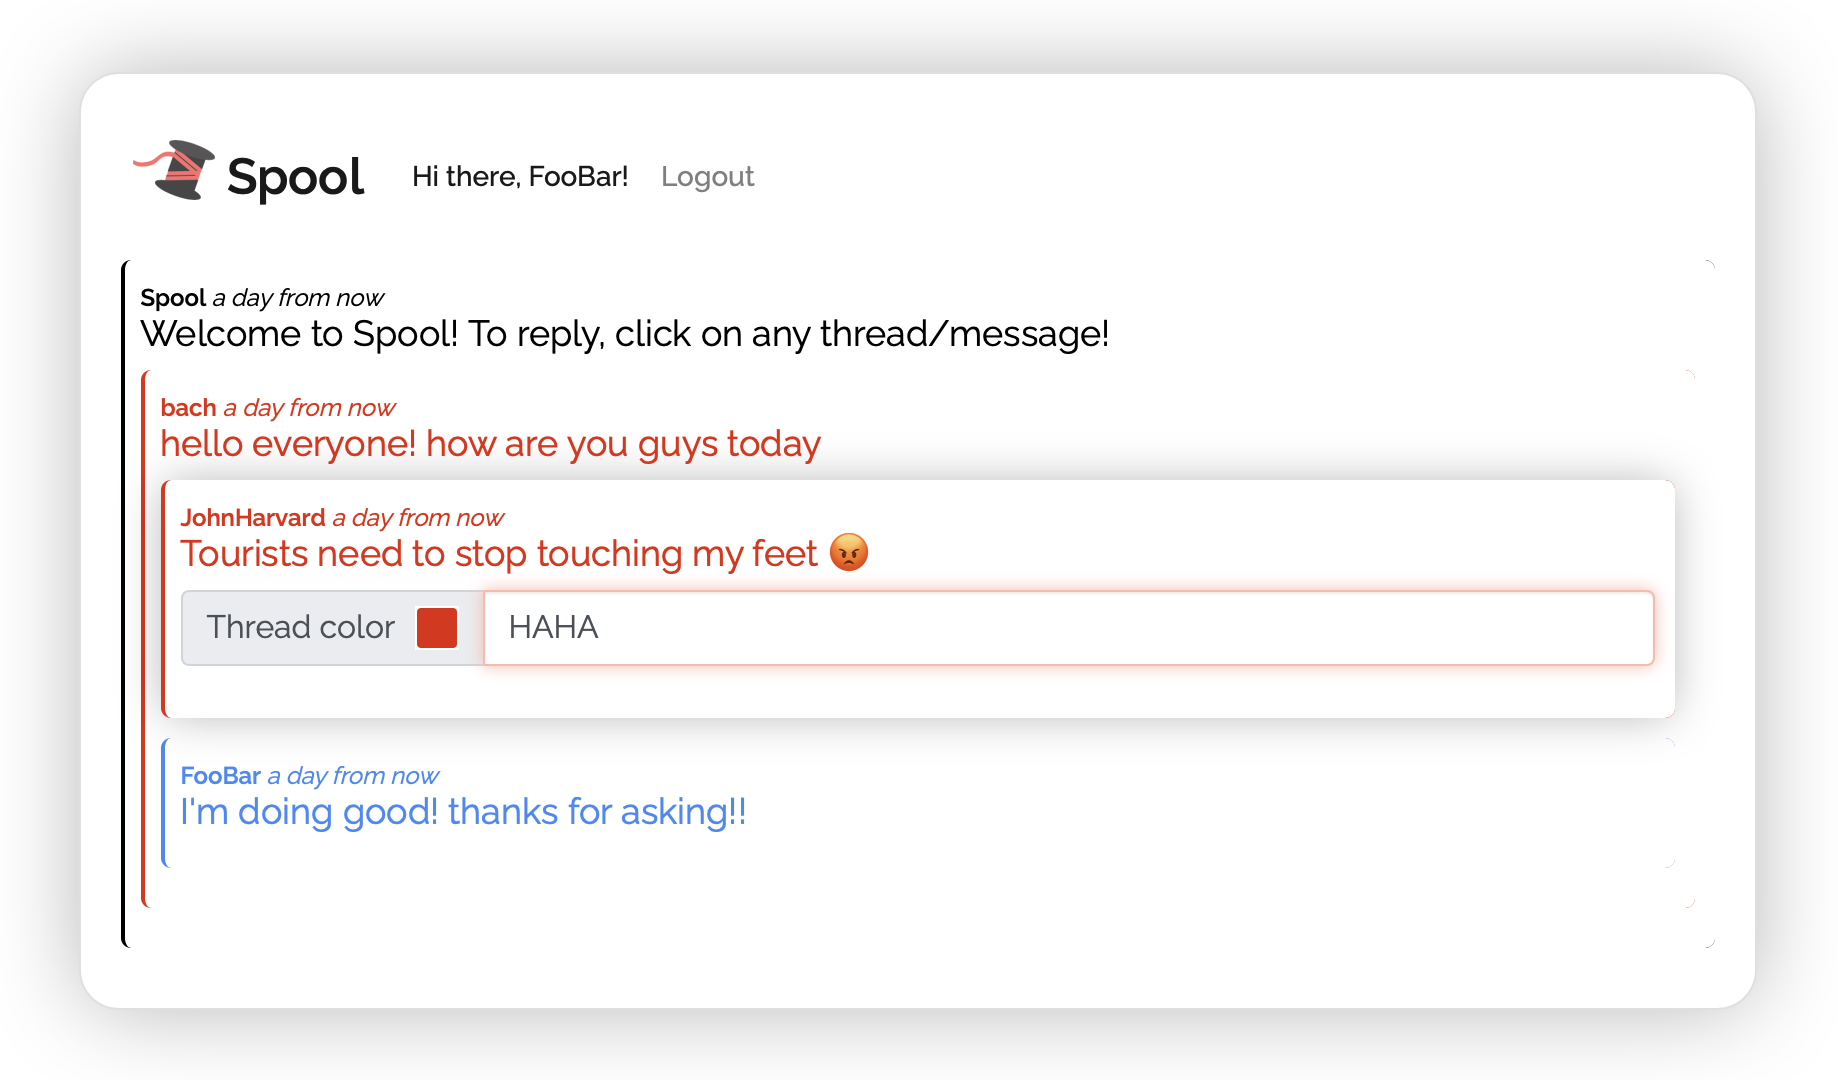 Spool Hi there, FooBar! Logout
Spool a day from now
Welcome to Spool! To reply, click on any thread/message!
bach a day from now
hello everyone! how are you guys today
JohnHarvard a day from now
Tourists need to stop touching my feet 😡
Thread color HAHA
FooBar a day from now
I'm doing good! thanks for asking!!